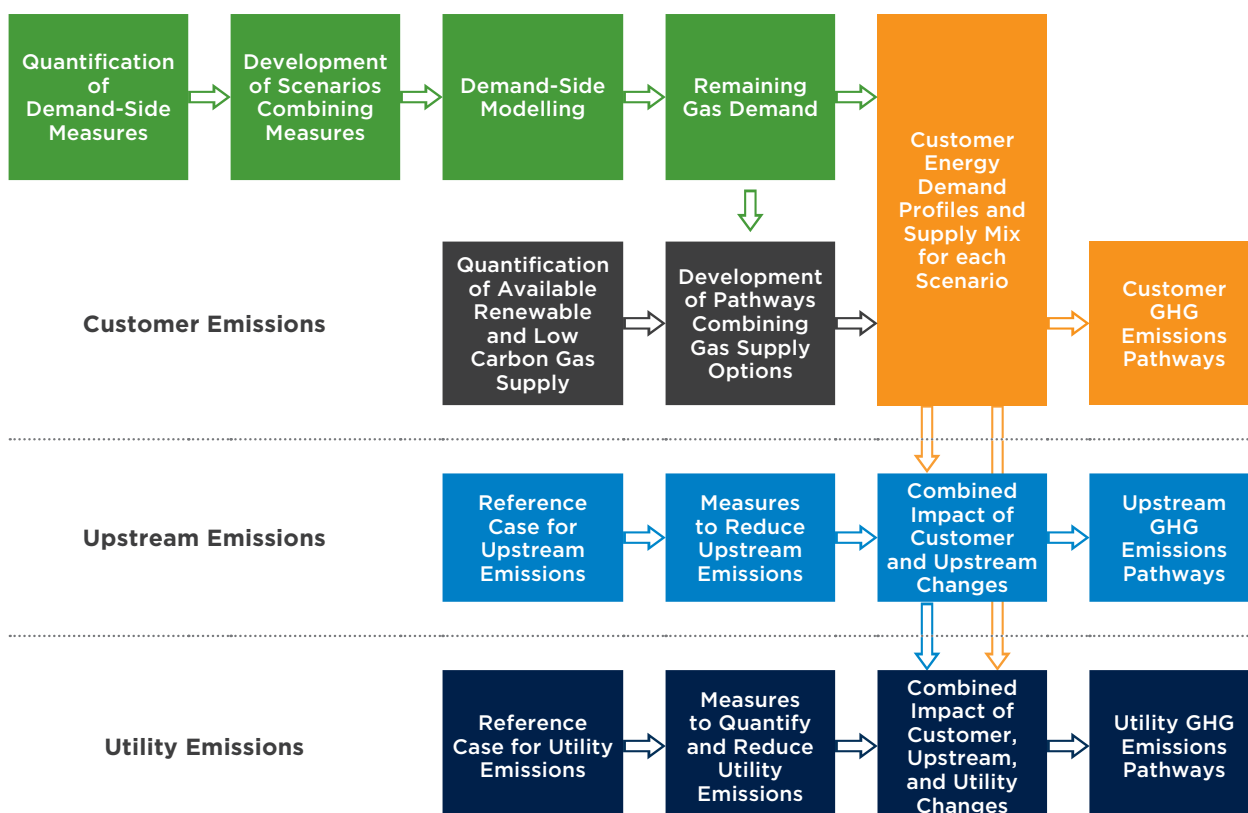 Quantification
of
Demand-Side
Measures
Development
of Scenarios
Combining
Measures
Demand-Side
Modelling
Remaining
Gas Demand
Customer
Energy
Demand
Profiles and
Supply Mix
for each
Scenario
Customer Emissions
Quantification
of Available
Renewable
and Low
Carbon Gas
Supply
Development
of Pathways
Combining
Gas Supply
Options
Customer
GHG
Emissions
Pathways
Upstream Emissions
Reference
Case for
Upstream
Emissions
Measures
to Reduce
Upstream
Emissions
Combined
Impact of
Customer
and Upstream
Changes
Upstream
GHG
Emissions
Pathways
Utility Emissions
Reference
Case for Utility
Emissions
Measures
to Quantify
and Reduce
Utility
Emissions
Combined
Impact of
Customer,
Upstream,
and Utility
Changes
Utility GHG
Emissions
Pathways